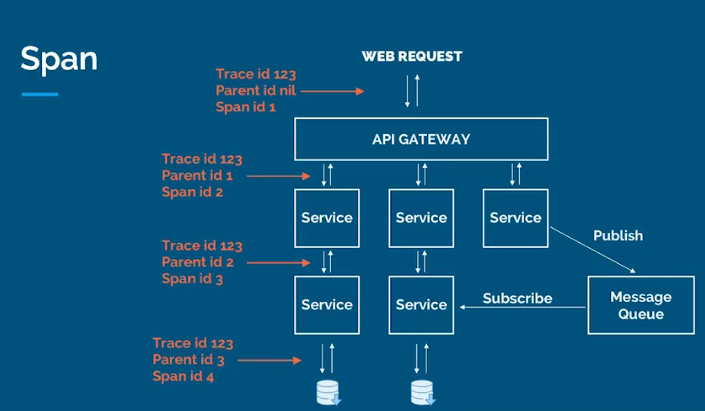 Span
WEB REQUEST
Trace id 123
Parent id nil
Span id 1
API GATEWAY
Trace id 123
Parent id 1
Span id 2
Service
Service
Service
Publish
Trace id 123
Parent id 2
Span id 3
Service
Service
Subscribe
Message
Queue
Trace id 123
Parent id 3
Span id 4